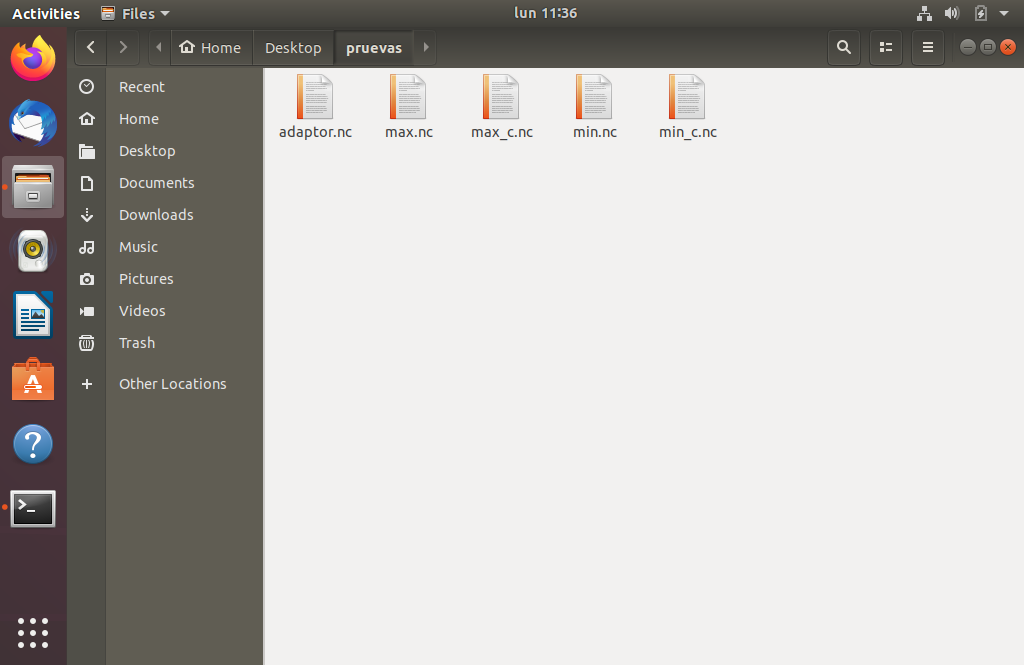 Activities Files lun 11:36
Home Desktop pruevas
Recent
Home
Desktop
Documents
Downloads
Music
Pictures
Videos
Trash
Other Locations
adaptor.nc max.nc max_c.nc min.nc min_c.nc